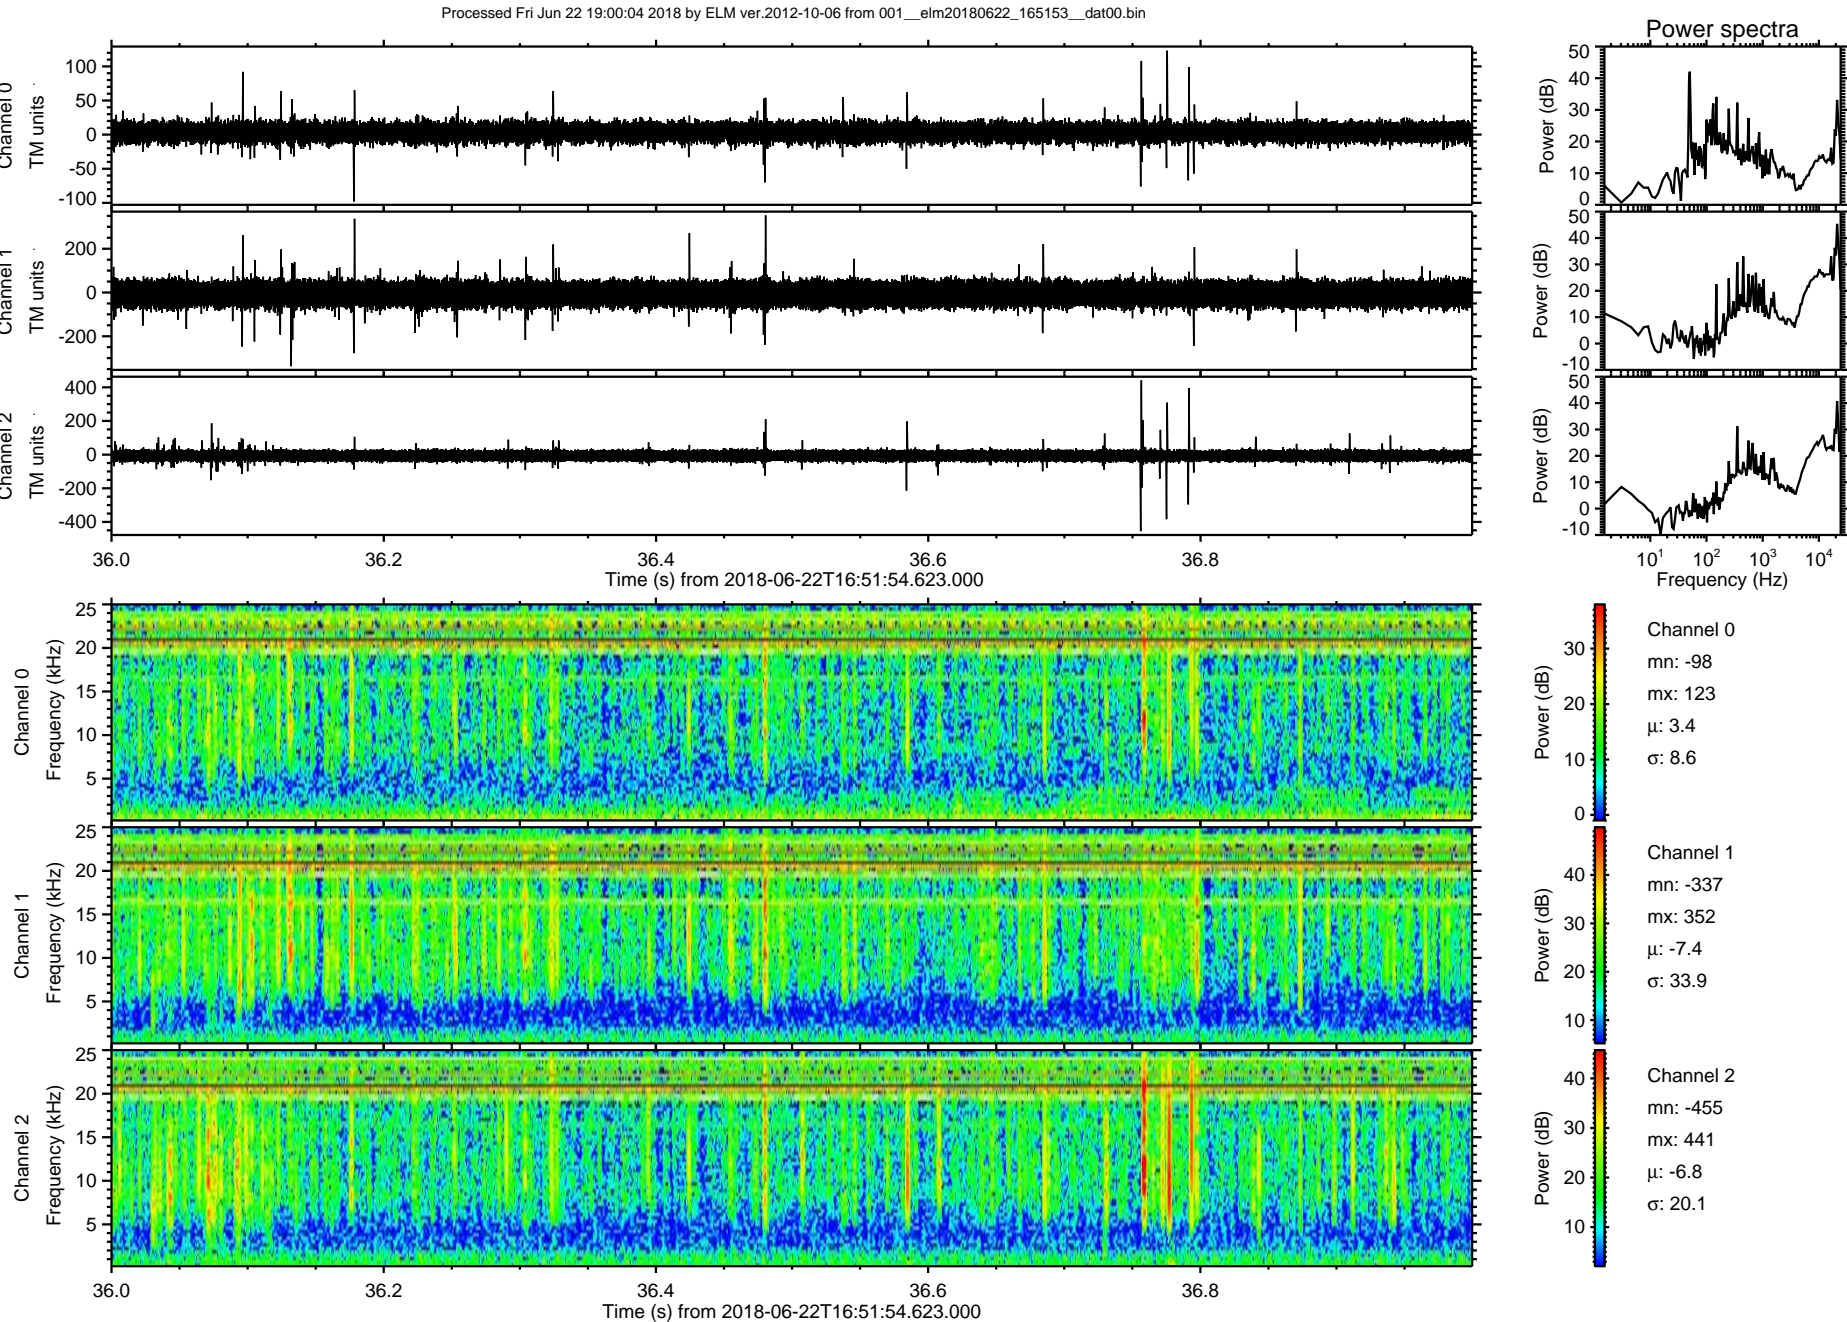 Processed Fri Jun 22 19:00:04 2018 by ELM ver.2012-10-06 from 001__elm20180622_165153__dat00.bin
Power spectra
Channel 0
TM units
100
50
0
-50
-100
Power (dB)
50
40
30
20
10
0
Channel 1
TM units
200
0
-200
Power (dB)
50
40
30
20
10
0
-10
Channel 2
TM units
400
200
0
-200
-400
Power (dB)
50
40
30
20
10
0
-10
36.0 36.2 36.4 36.6 36.8
Time (s) from 2018-06-22T16:51:54.623.000
10^1 10^2 10^3 10^4
Frequency (Hz)
Channel 0
Frequency (kHz)
25
20
15
10
5
Power (dB)
30
20
10
0
Channel 0
mn: -98
mx: 123
μ: 3.4
σ: 8.6
Channel 1
Frequency (kHz)
25
20
15
10
5
Power (dB)
40
30
20
10
Channel 1
mn: -337
mx: 352
μ: -7.4
σ: 33.9
Channel 2
Frequency (kHz)
25
20
15
10
5
Power (dB)
40
30
20
10
Channel 2
mn: -455
mx: 441
μ: -6.8
σ: 20.1
36.0 36.2 36.4 36.6 36.8
Time (s) from 2018-06-22T16:51:54.623.000